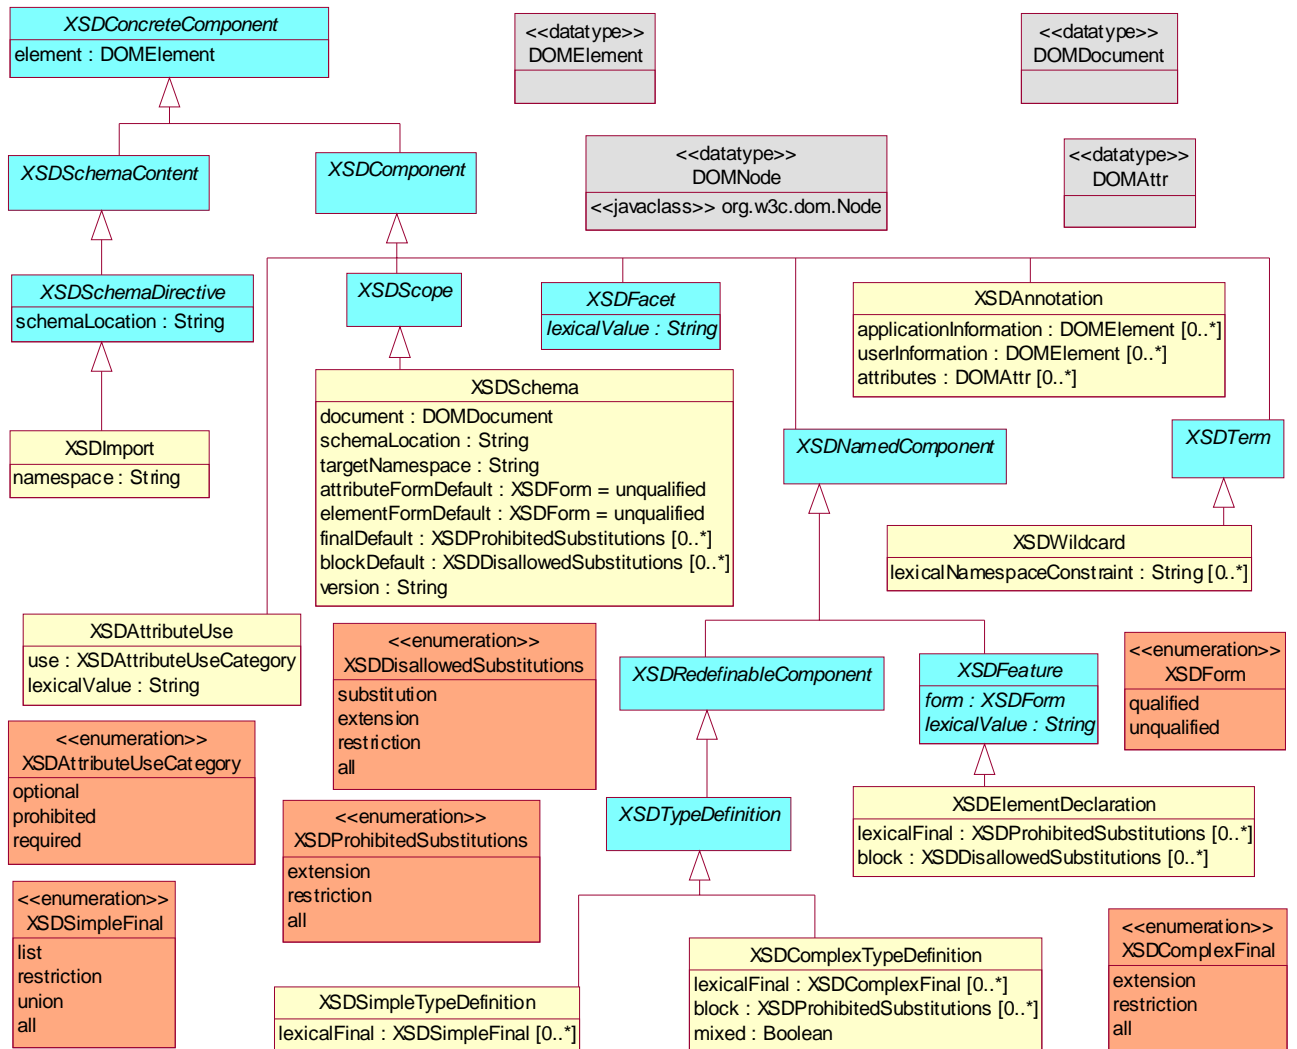 XSDConcreteComponent
element : DOMElement
<<datatype>>
DOMElement
<<datatype>>
DOMDocument
XSDSchemaContent
XSDComponent
<<datatype>>
DOMNode
<<javaclass>> org.w3c.dom.Node
<<datatype>>
DOMAttr
XSDSchemaDirective
schemaLocation : String
XSDScope
XSDFacet
lexicalValue : String
XSDAnnotation
applicationInformation : DOMElement [0..*]
userInformation : DOMElement [0..*]
attributes : DOMAttr [0..*]
XSDImport
namespace : String
XSDSchema
document : DOMDocument
schemaLocation : String
targetNamespace : String
attributeFormDefault : XSDForm = unqualified
elementFormDefault : XSDForm = unqualified
finalDefault : XSDProhibitedSubstitutions [0..*]
blockDefault : XSDDisallowedSubstitutions [0..*]
version : String
XSDNamedComponent
XSDTerm
XSDWildcard
lexicalNamespaceConstraint : String [0..*]
XSDAttributeUse
use : XSDAttributeUseCategory
lexicalValue : String
<<enumeration>>
XSDDisallowedSubstitutions
substitution
extension
restriction
all
XSDRedefinableComponent
XSDFeature
form : XSDForm
lexicalValue : String
<<enumeration>>
XSDForm
qualified
unqualified
<<enumeration>>
XSDAttributeUseCategory
optional
prohibited
required
<<enumeration>>
XSDProhibitedSubstitutions
extension
restriction
all
XSDTypeDefinition
XSDElementDeclaration
lexicalFinal : XSDProhibitedSubstitutions [0..*]
block : XSDDisallowedSubstitutions [0..*]
<<enumeration>>
XSDSimpleFinal
list
restriction
union
all
XSDSimpleTypeDefinition
lexicalFinal : XSDSimpleFinal [0..*]
XSDComplexTypeDefinition
lexicalFinal : XSDComplexFinal [0..*]
block : XSDProhibitedSubstitutions [0..*]
mixed : Boolean
<<enumeration>>
XSDComplexFinal
extension
restriction
all